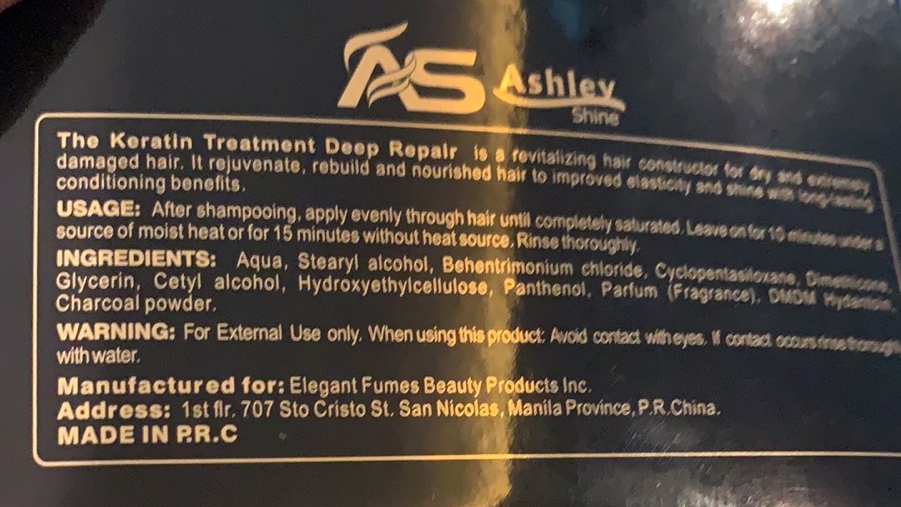 AS Ashley
Shine
The Keratin Treatment Deep Repair is a revitalizing hair constructor for dry and extremely
damaged hair. It rejuvenate, rebuild and nourished hair to improved elasticity and shine with long-lasting
conditioning benefits.
USAGE: After shampooing, apply evenly through hair until completely saturated. Leave on for 10 minutes under a
source of moist heat or for 15 minutes without heat source. Rinse thoroughly.
INGREDIENTS: Aqua, Stearyl alcohol, Behentrimonium chloride, Cyclopentasiloxane, Dimethicone,
Glycerin, Cetyl alcohol, Hydroxyethylcellulose, Panthenol, Parfum (Fragrance), DMDM Hydantoin,
Charcoal powder.
WARNING: For External Use only. When using this product: Avoid contact with eyes. If contact occurs rinse
with water.
Manufactured for: Elegant Fumes Beauty Products Inc.
Address: 1st flr. 707 Sto Cristo St. San Nicolas, Manila Province, P.R.China.
MADE IN P.R.C